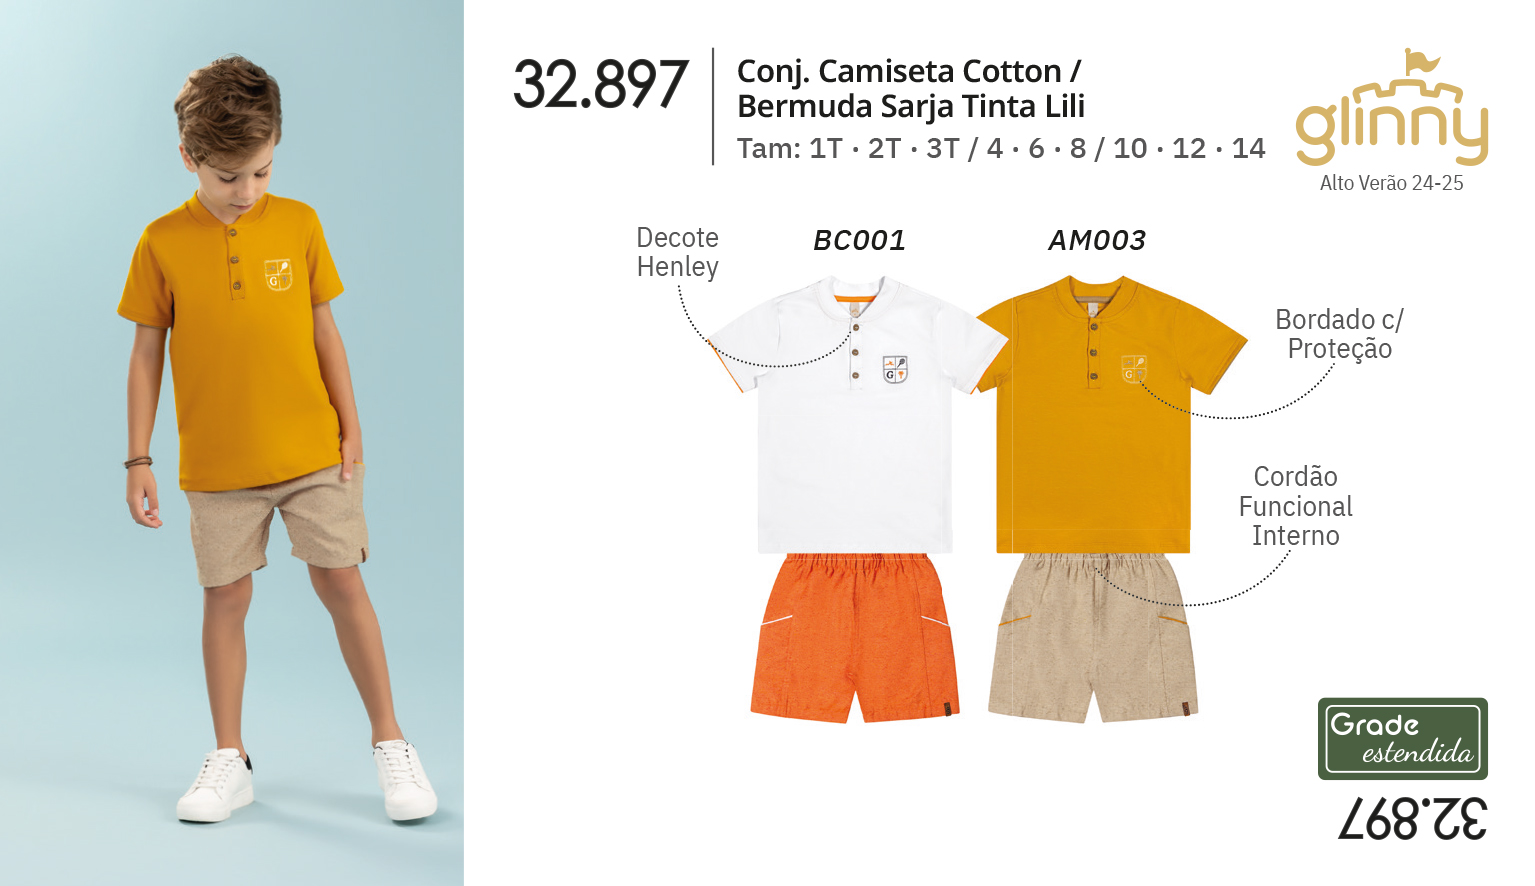 32.897
Conj. Camiseta Cotton /
Bermuda Sarja Tinta Lili
Tam: 1T · 2T · 3T / 4 · 6 · 8 / 10 · 12 · 14
glinny
Alto Verão 24-25
Decote
Henley
BC001
AM003
Bordado c/
Proteção
G
G
G
Cordão
Funcional
Interno
Grade
estendida
32.897